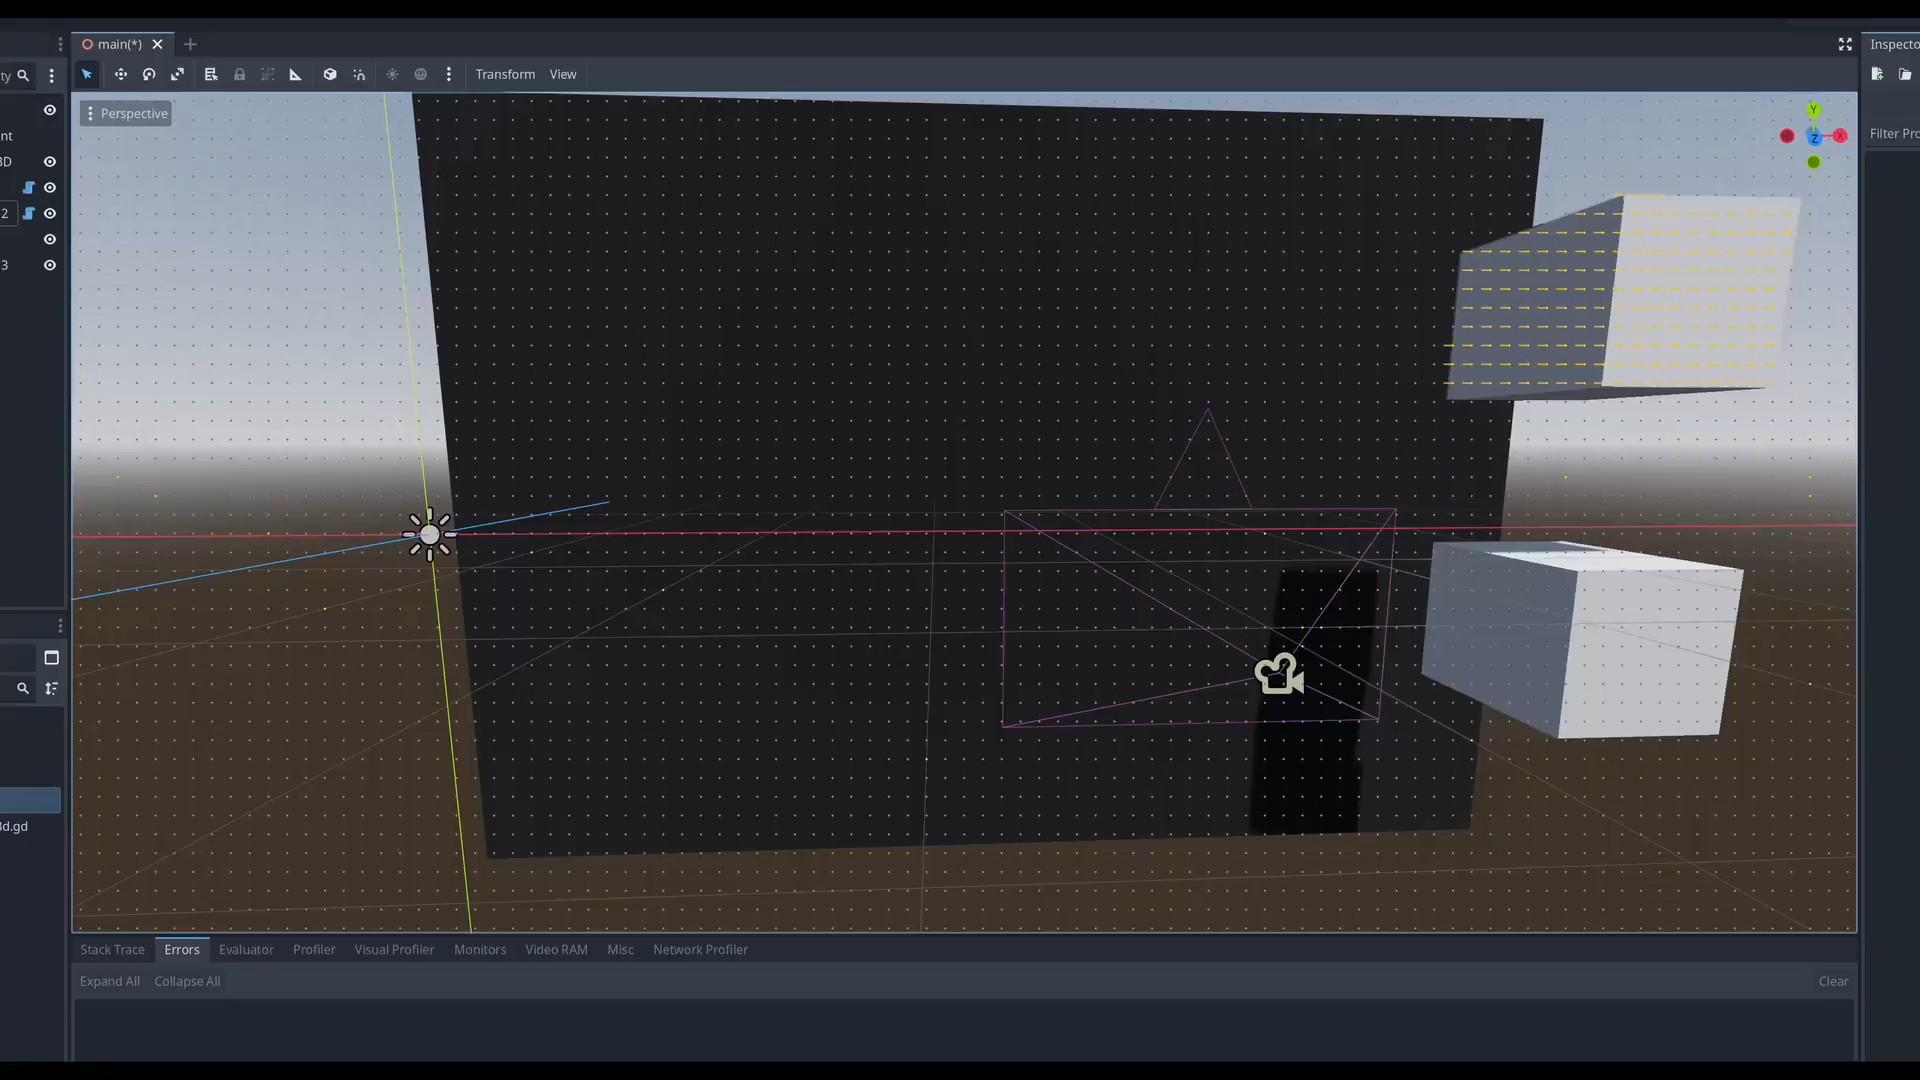 main(*)
Inspecto
ty
Transform
View
Perspective
Y
Z
X
nt
3D
2
3
Filter Pro
3d.gd
Stack Trace
Errors
Evaluator
Profiler
Visual Profiler
Monitors
Video RAM
Misc
Network Profiler
Expand All
Collapse All
Clear